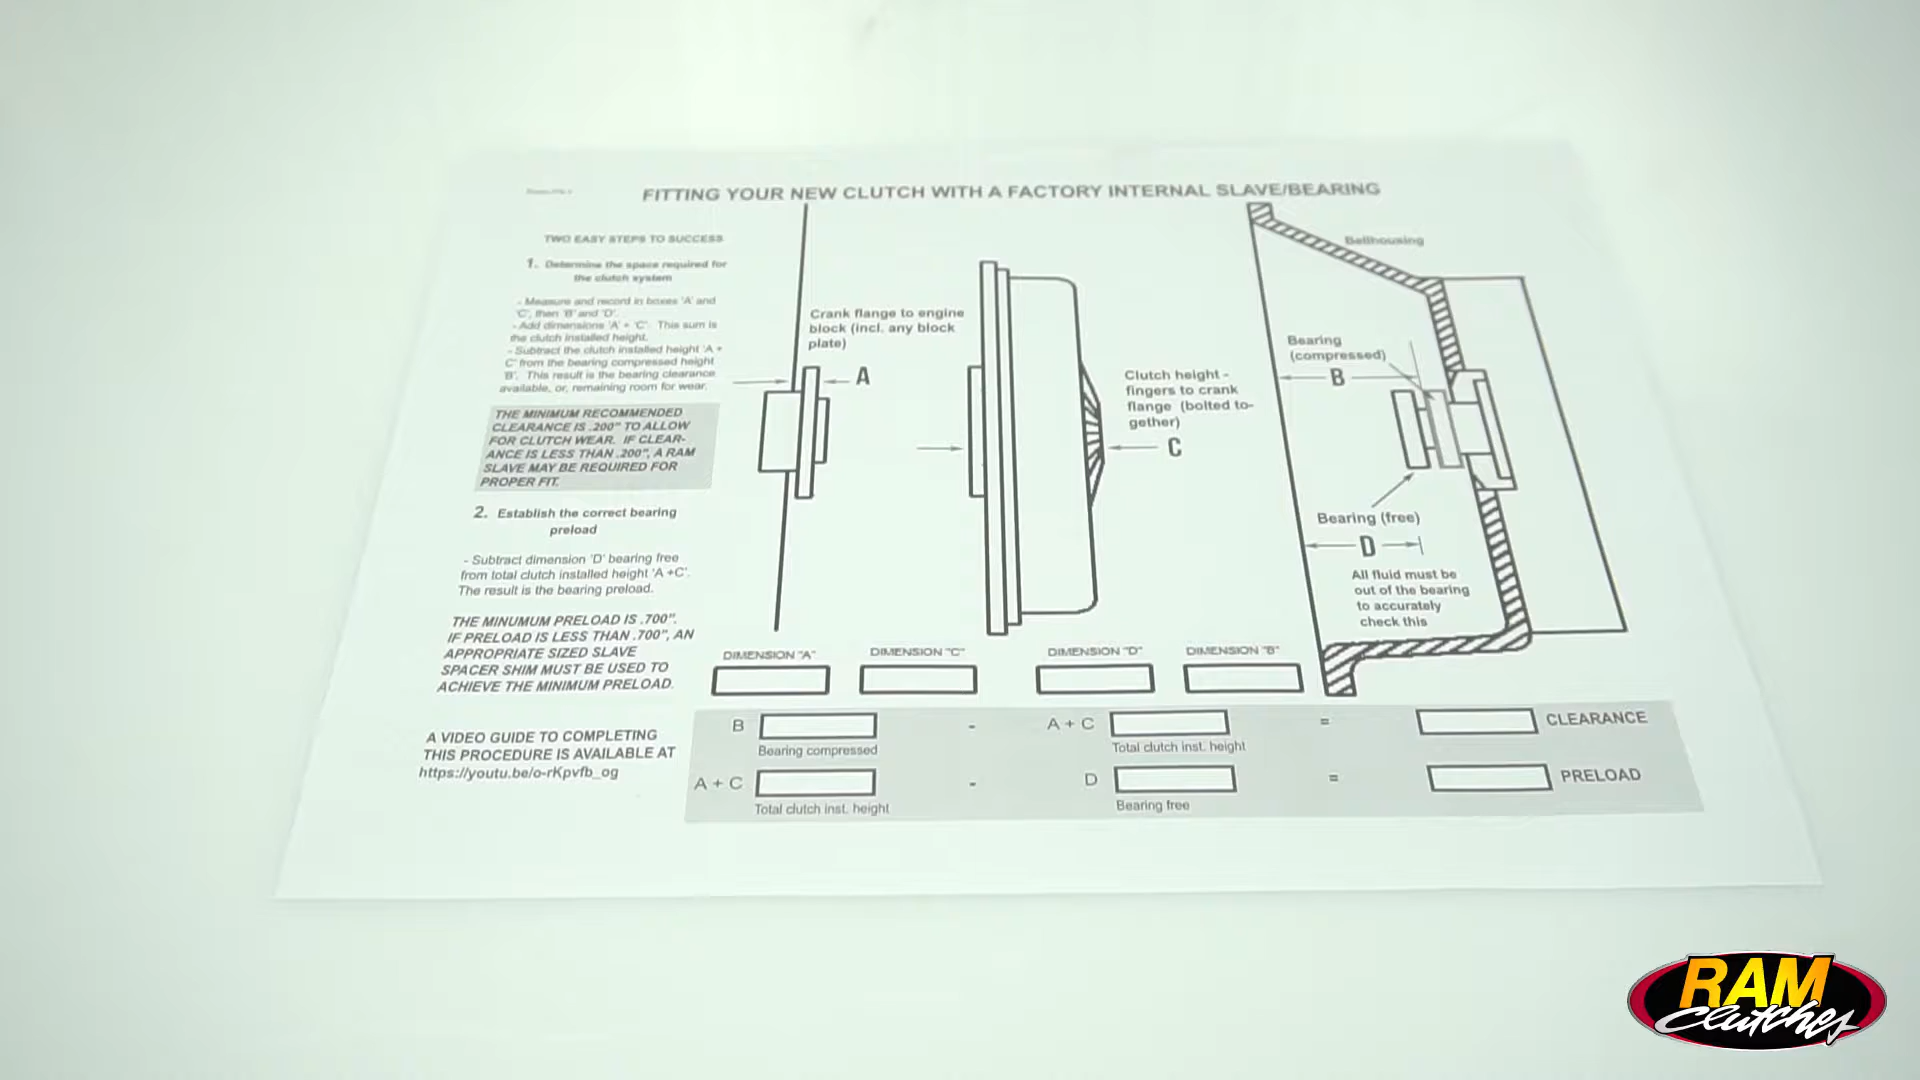 FITTING YOUR NEW CLUTCH WITH A FACTORY INTERNAL SLAVE/BEARING
TWO EASY STEPS TO SUCCESS
1. Determine the space required for
the clutch system
- Measure and record in boxes 'A' and
'C', then 'B' and 'D'.
- Add dimensions 'A' + 'C'. This sum is
the clutch installed height.
- Subtract the clutch installed height 'A +
C' from the bearing compressed height
'B'. This result is the bearing clearance
available, or, remaining room for wear.
THE MINIMUM RECOMMENDED
CLEARANCE IS .200" TO ALLOW
FOR CLUTCH WEAR. IF CLEAR-
ANCE IS LESS THAN .200", A RAM
SLAVE MAY BE REQUIRED FOR
PROPER FIT.
2. Establish the correct bearing
preload
- Subtract dimension 'D' bearing free
from total clutch installed height 'A +C'.
The result is the bearing preload.
THE MINUMUM PRELOAD IS .700".
IF PRELOAD IS LESS THAN .700", AN
APPROPRIATE SIZED SLAVE
SPACER SHIM MUST BE USED TO
ACHIEVE THE MINIMUM PRELOAD.
A VIDEO GUIDE TO COMPLETING
THIS PROCEDURE IS AVAILABLE AT
https://youtu.be/o-rKpvfb_og
Crank flange to engine
block (incl. any block
plate)
A
Clutch height -
fingers to crank
flange (bolted to-
gether)
C
Bellhousing
Bearing
(compressed)
B
Bearing (free)
D
All fluid must be
out of the bearing
to accurately
check this
DIMENSION "A" DIMENSION "C" DIMENSION "D" DIMENSION "B"
B - A + C = CLEARANCE
Bearing compressed Total clutch inst. height
A + C - D = PRELOAD
Total clutch inst. height Bearing free
RAM
Clutches